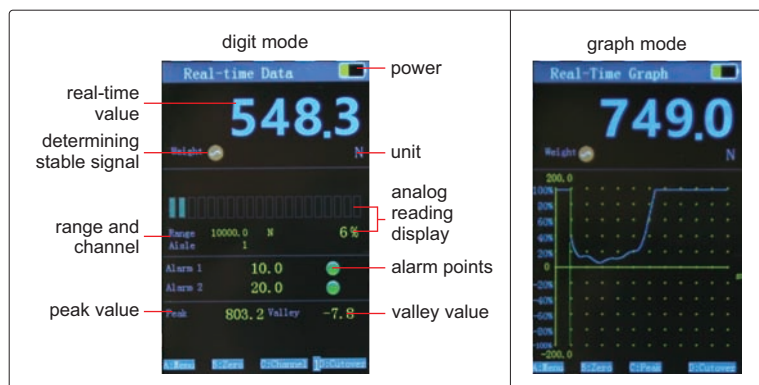 digit mode
Real-time Data
power
real-time
value
548.3
determining
stable signal
Weight
N
unit
analog
reading
display
range and
channel
Range 10000.0 N 6%
Aisle 1
Alarm 1 10.0
alarm points
Alarm 2 20.0
peak value
Peak 803.2 Valley -7.8
valley value
A:Menu B:Zero C:Channel D:Cutover
graph mode
Real-Time Graph
749.0
Weight N
200.0
100%
80%
60%
40%
20%
0
-20%
-40%
-60%
-80%
-100%
-200.0
A:Menu B:Zero C:Peak D:Cutover